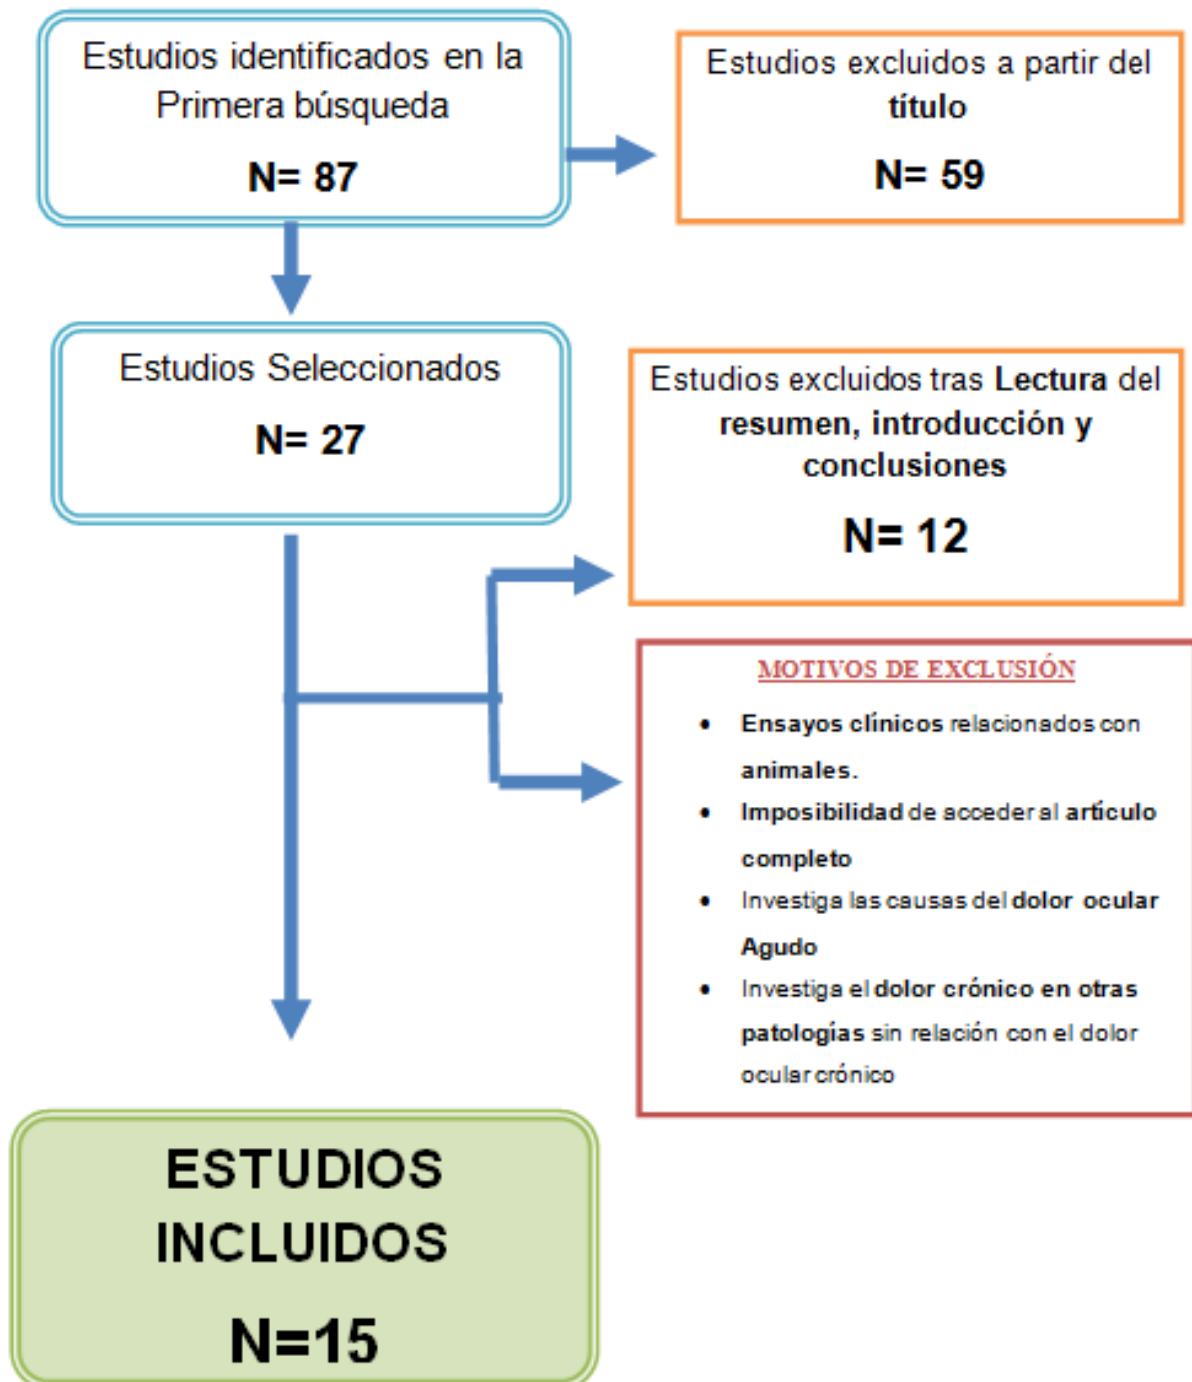 Estudios identificados en la
Primera búsqueda
N= 87
Estudios excluidos a partir del
título
N= 59
Estudios Seleccionados
N= 27
Estudios excluidos tras Lectura del
resumen, introducción y
conclusiones
N= 12
MOTIVOS DE EXCLUSIÓN
• Ensayos clínicos relacionados con
animales.
• Imposibilidad de acceder al artículo
completo
• Investiga las causas del dolor ocular
Agudo
• Investiga el dolor crónico en otras
patologías sin relación con el dolor
ocular crónico
ESTUDIOS
INCLUIDOS
N=15